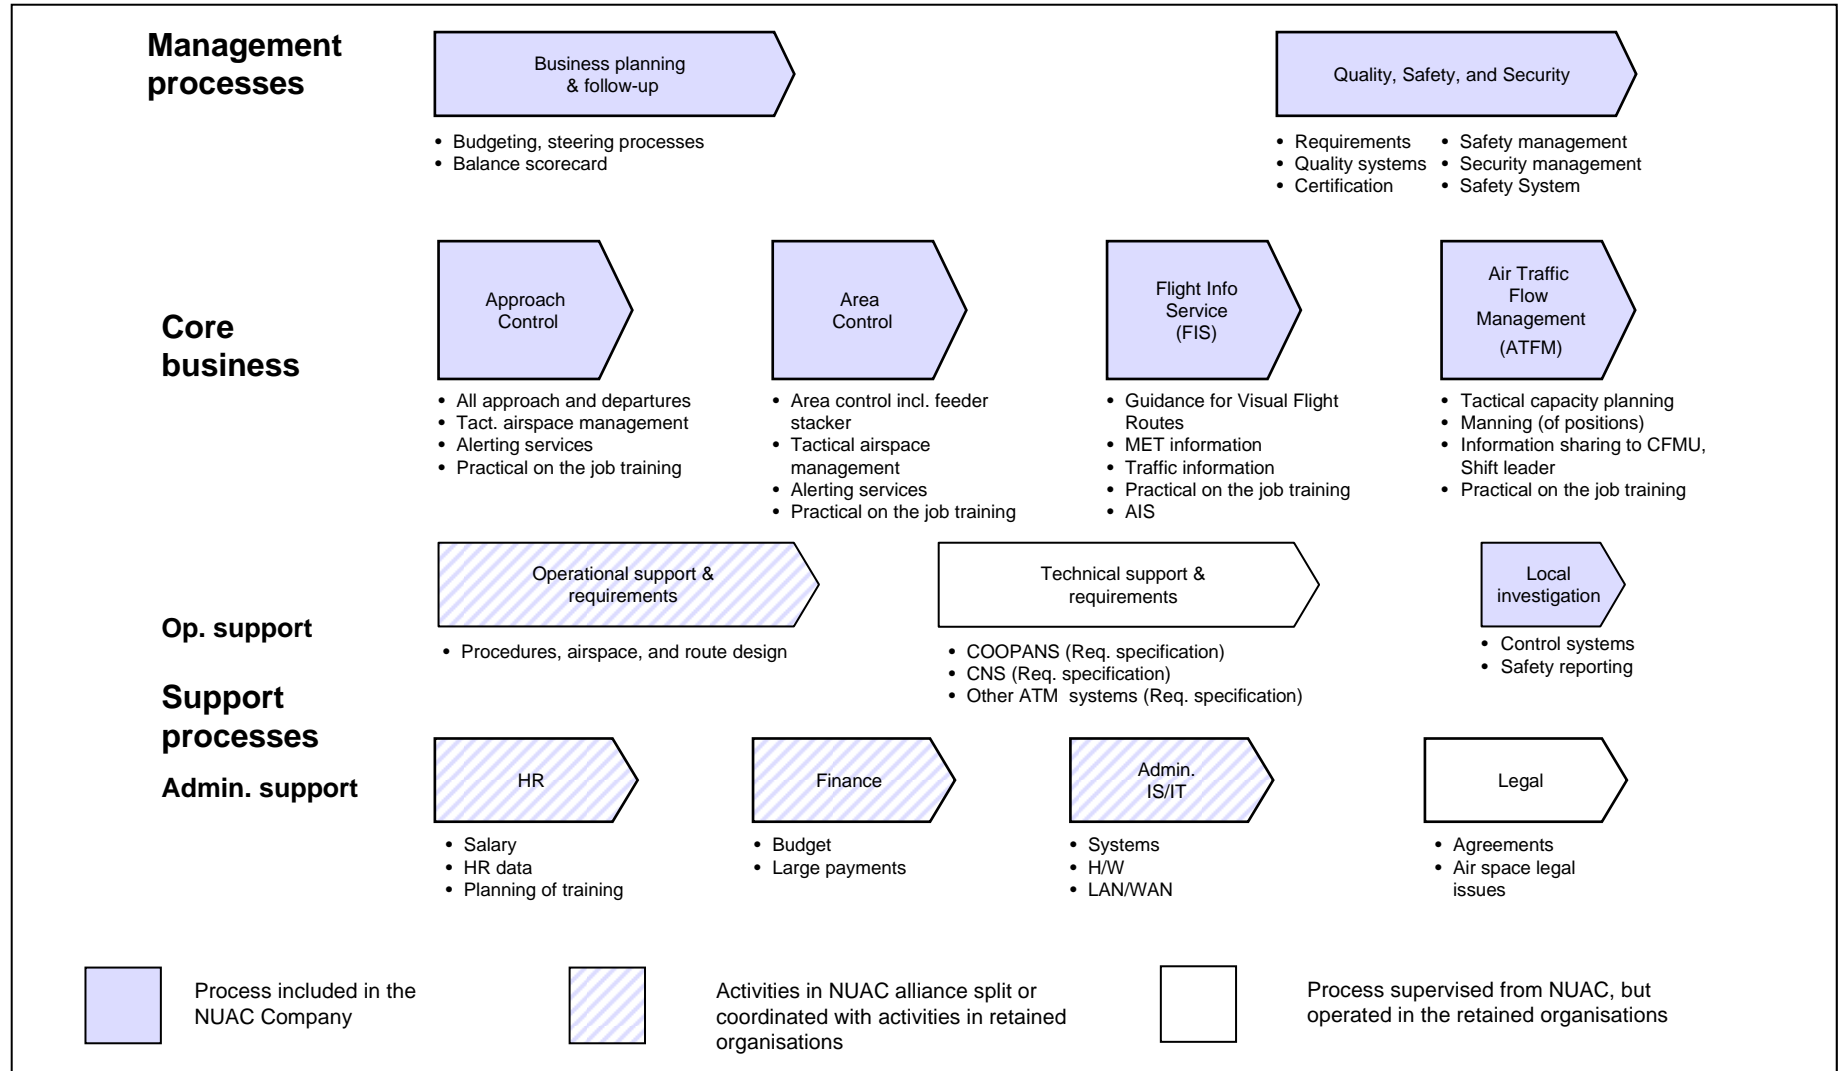 Management
processes
Business planning
& follow-up
• Budgeting, steering processes
• Balance scorecard
Quality, Safety, and Security
• Requirements
• Quality systems
• Certification
• Safety management
• Security management
• Safety System
Core
business
Approach
Control
• All approach and departures
• Tact. airspace management
• Alerting services
• Practical on the job training
Area
Control
• Area control incl. feeder
stacker
• Tactical airspace
management
• Alerting services
• Practical on the job training
Flight Info
Service
(FIS)
• Guidance for Visual Flight
Routes
• MET information
• Traffic information
• Practical on the job training
• AIS
Air Traffic
Flow
Management
(ATFM)
• Tactical capacity planning
• Manning (of positions)
• Information sharing to CFMU,
Shift leader
• Practical on the job training
Op. support
Operational support &
requirements
• Procedures, airspace, and route design
Technical support &
requirements
• COOPANS (Req. specification)
• CNS (Req. specification)
• Other ATM systems (Req. specification)
Local
investigation
• Control systems
• Safety reporting
Support
processes
Admin. support
HR
• Salary
• HR data
• Planning of training
Finance
• Budget
• Large payments
Admin.
IS/IT
• Systems
• H/W
• LAN/WAN
Legal
• Agreements
• Air space legal
issues
Process included in the
NUAC Company
Activities in NUAC alliance split or
coordinated with activities in retained
organisations
Process supervised from NUAC, but
operated in the retained organisations